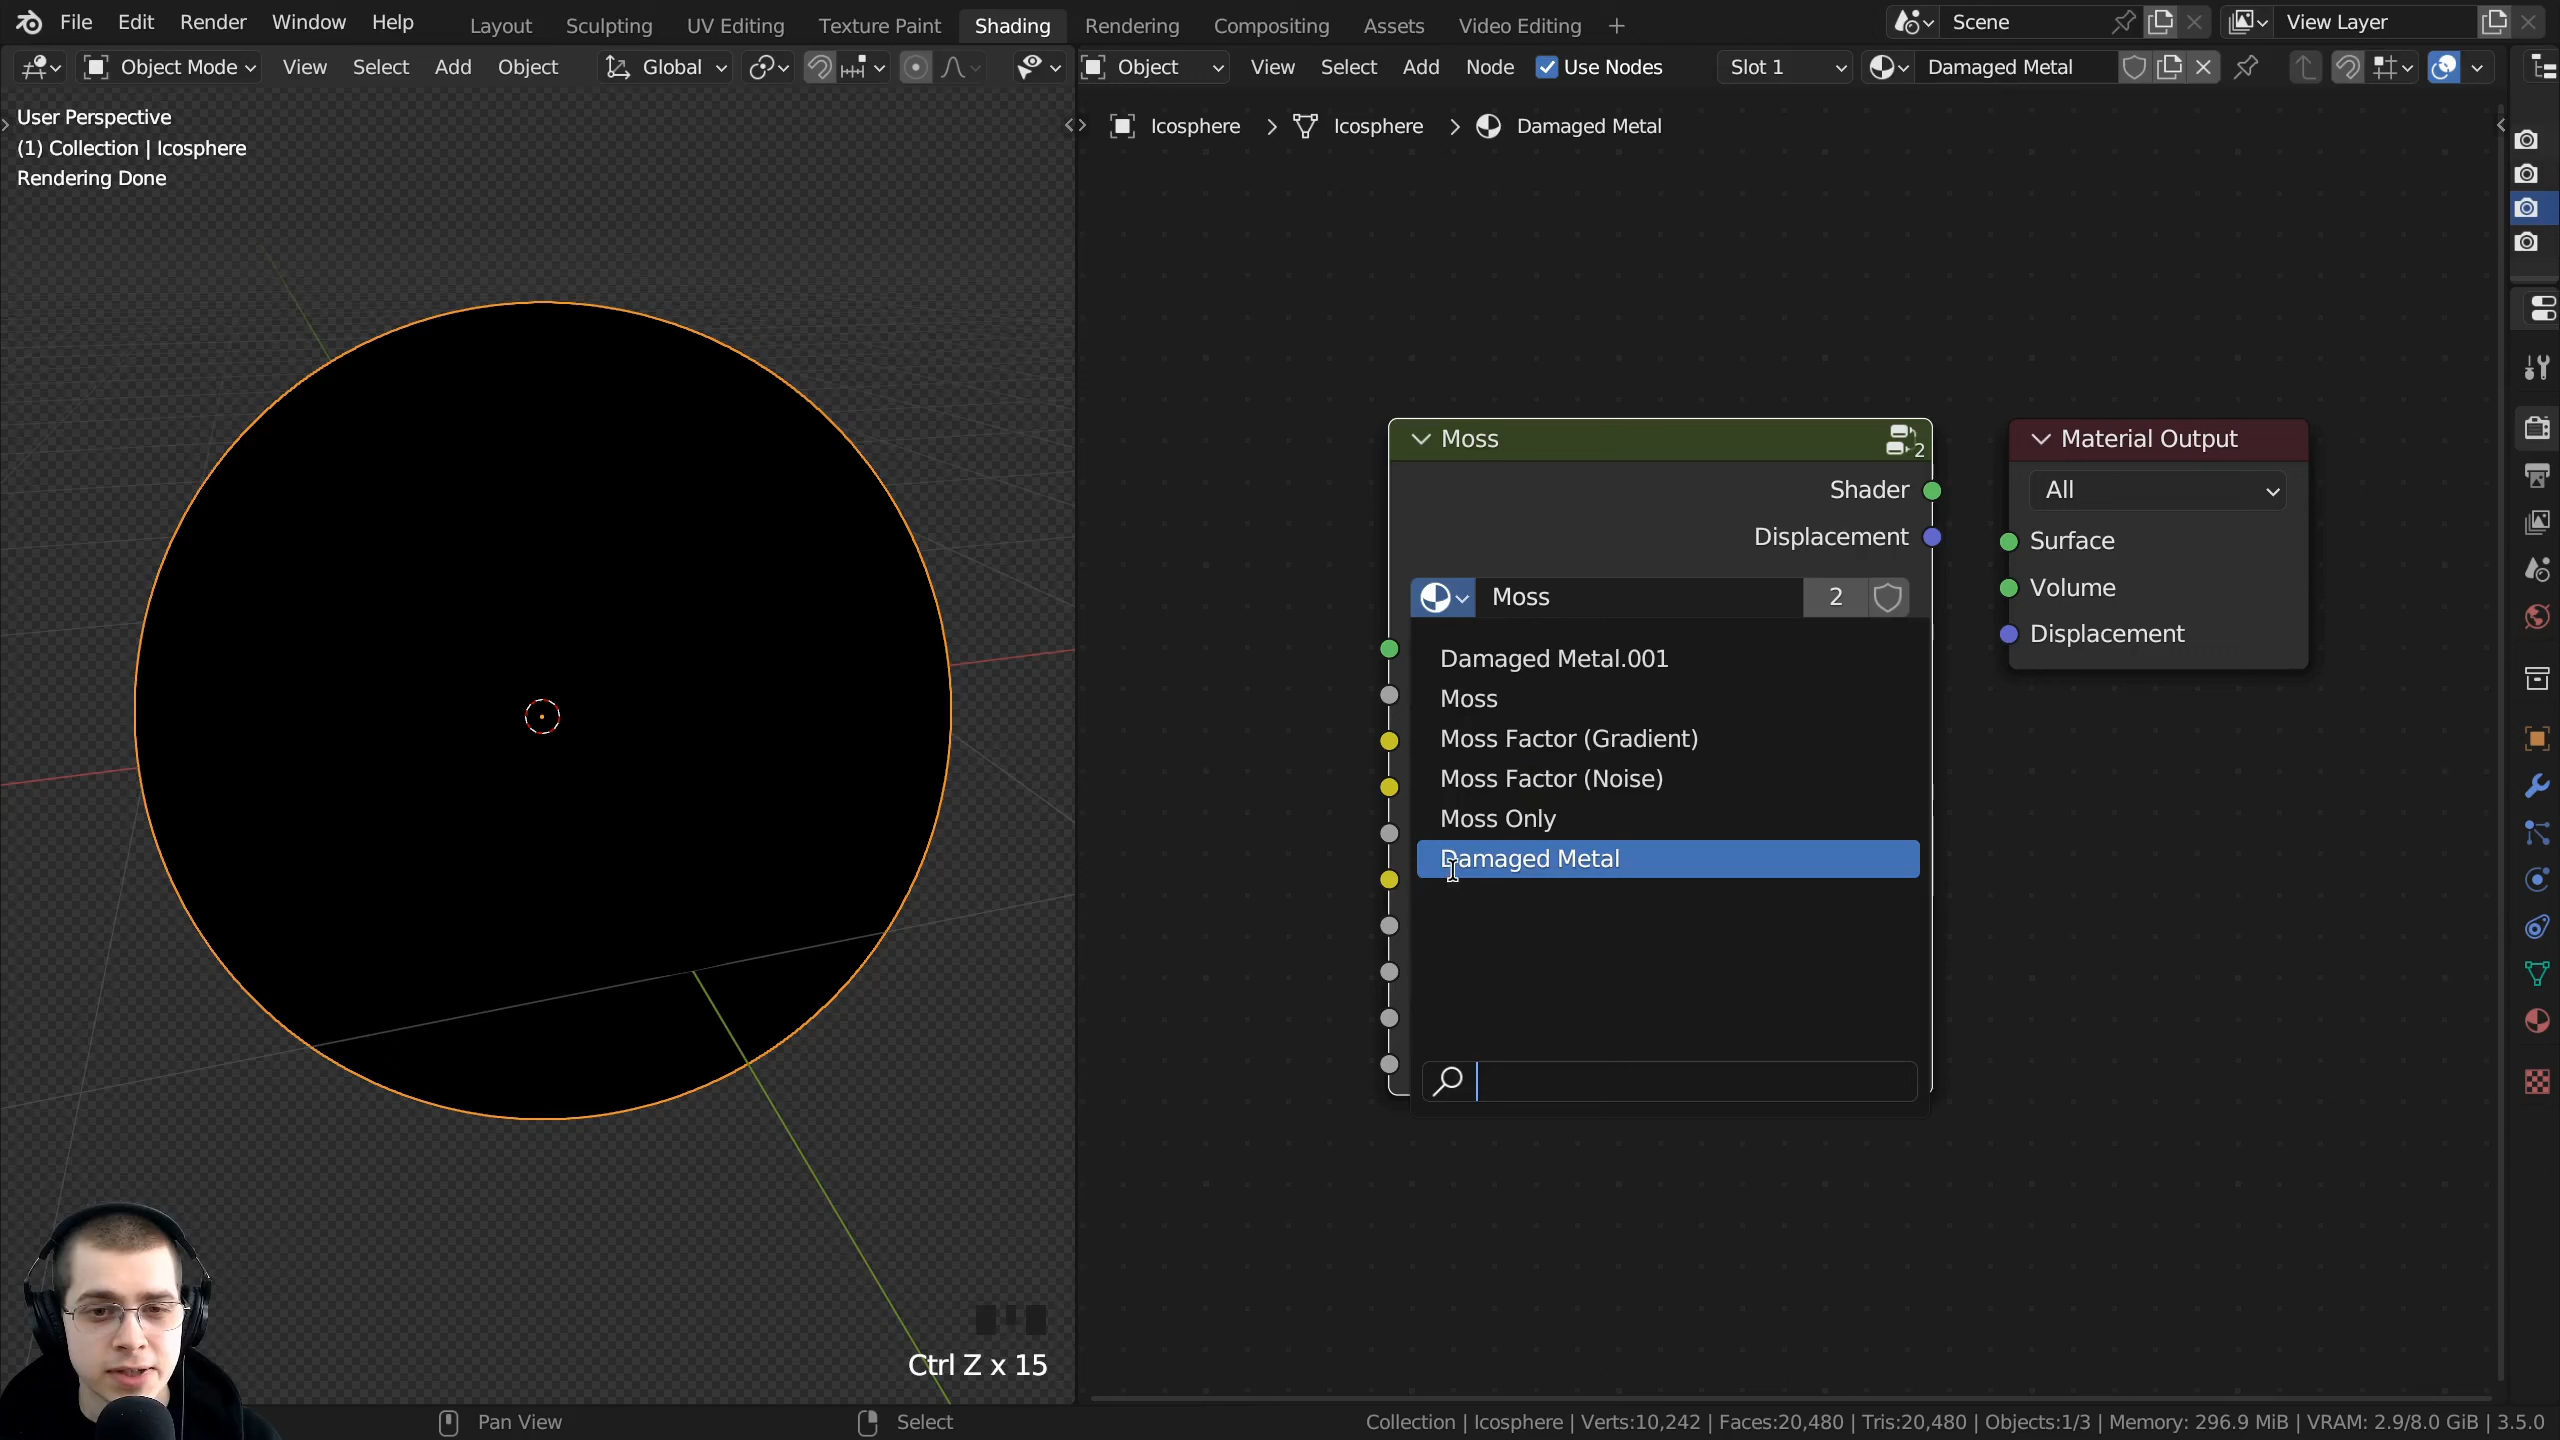 File Edit Render Window Help Layout Sculpting UV Editing Texture Paint Shading Rendering Compositing Assets Video Editing + Scene View Layer
Object Mode View Select Add Object Global Object View Select Add Node Use Nodes Slot 1 Damaged Metal
User Perspective
(1) Collection | Icosphere
Rendering Done
Icosphere > Icosphere > Damaged Metal
Moss 2
Shader
Displacement
Moss 2
Damaged Metal.001
Moss
Moss Factor (Gradient)
Moss Factor (Noise)
Moss Only
Damaged Metal
Material Output
All
Surface
Volume
Displacement
Ctrl Z x 15
Pan View Select Collection | Icosphere | Verts:10,242 | Faces:20,480 | Tris:20,480 | Objects:1/3 | Memory: 296.9 MiB | VRAM: 2.9/8.0 GiB | 3.5.0